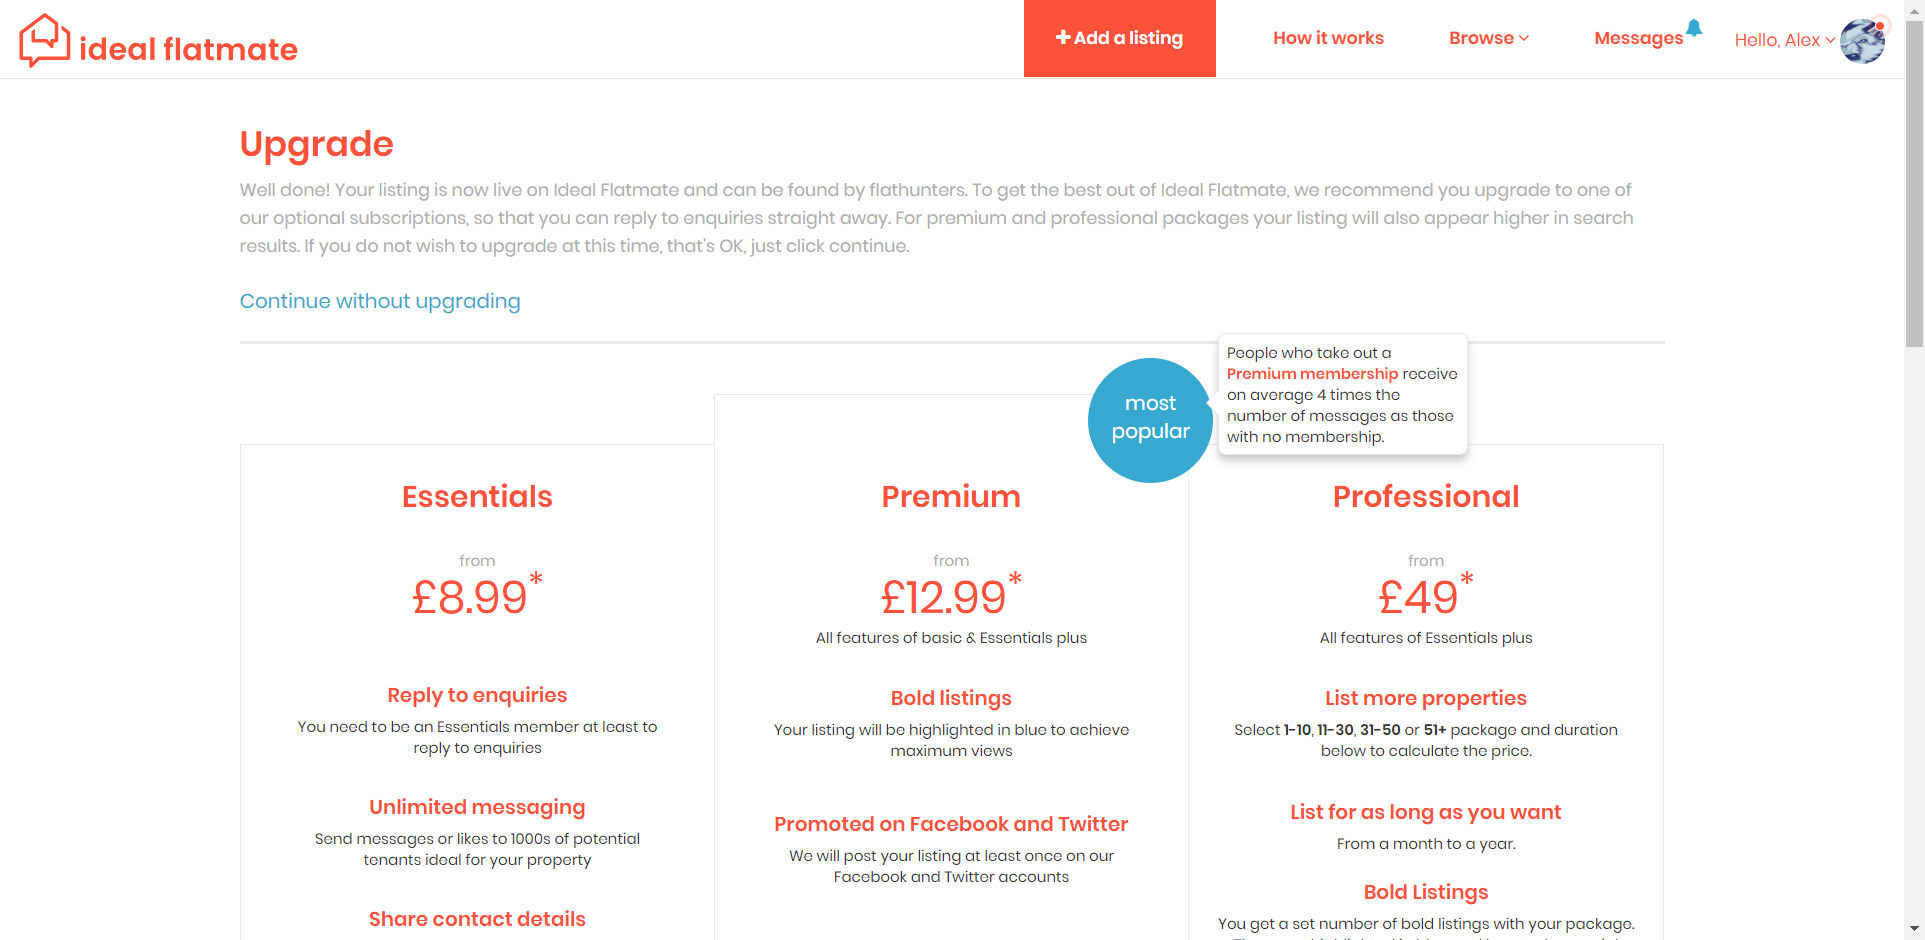 ideal flatmate
Add a listing
How it works
Browse
Messages
Hello, Alex
Upgrade
Well done! Your listing is now live on Ideal Flatmate and can be found by flathunters. To get the best out of Ideal Flatmate, we recommend you upgrade to one of
our optional subscriptions, so that you can reply to enquiries straight away. For premium and professional packages your listing will also appear higher in search
results. If you do not wish to upgrade at this time, that's OK, just click continue.
Continue without upgrading
most
popular
People who take out a
Premium membership receive
on average 4 times the
number of messages as those
with no membership.
Essentials
from
£8.99*
Reply to enquiries
You need to be an Essentials member at least to
reply to enquiries
Unlimited messaging
Send messages or likes to 1000s of potential
tenants ideal for your property
Share contact details
Premium
from
£12.99*
All features of basic & Essentials plus
Bold listings
Your listing will be highlighted in blue to achieve
maximum views
Promoted on Facebook and Twitter
We will post your listing at least once on our
Facebook and Twitter accounts
Professional
from
£49*
All features of Essentials plus
List more properties
Select 1-10, 11-30, 31-50 or 51+ package and duration
below to calculate the price.
List for as long as you want
From a month to a year.
Bold Listings
You get a set number of bold listings with your package.